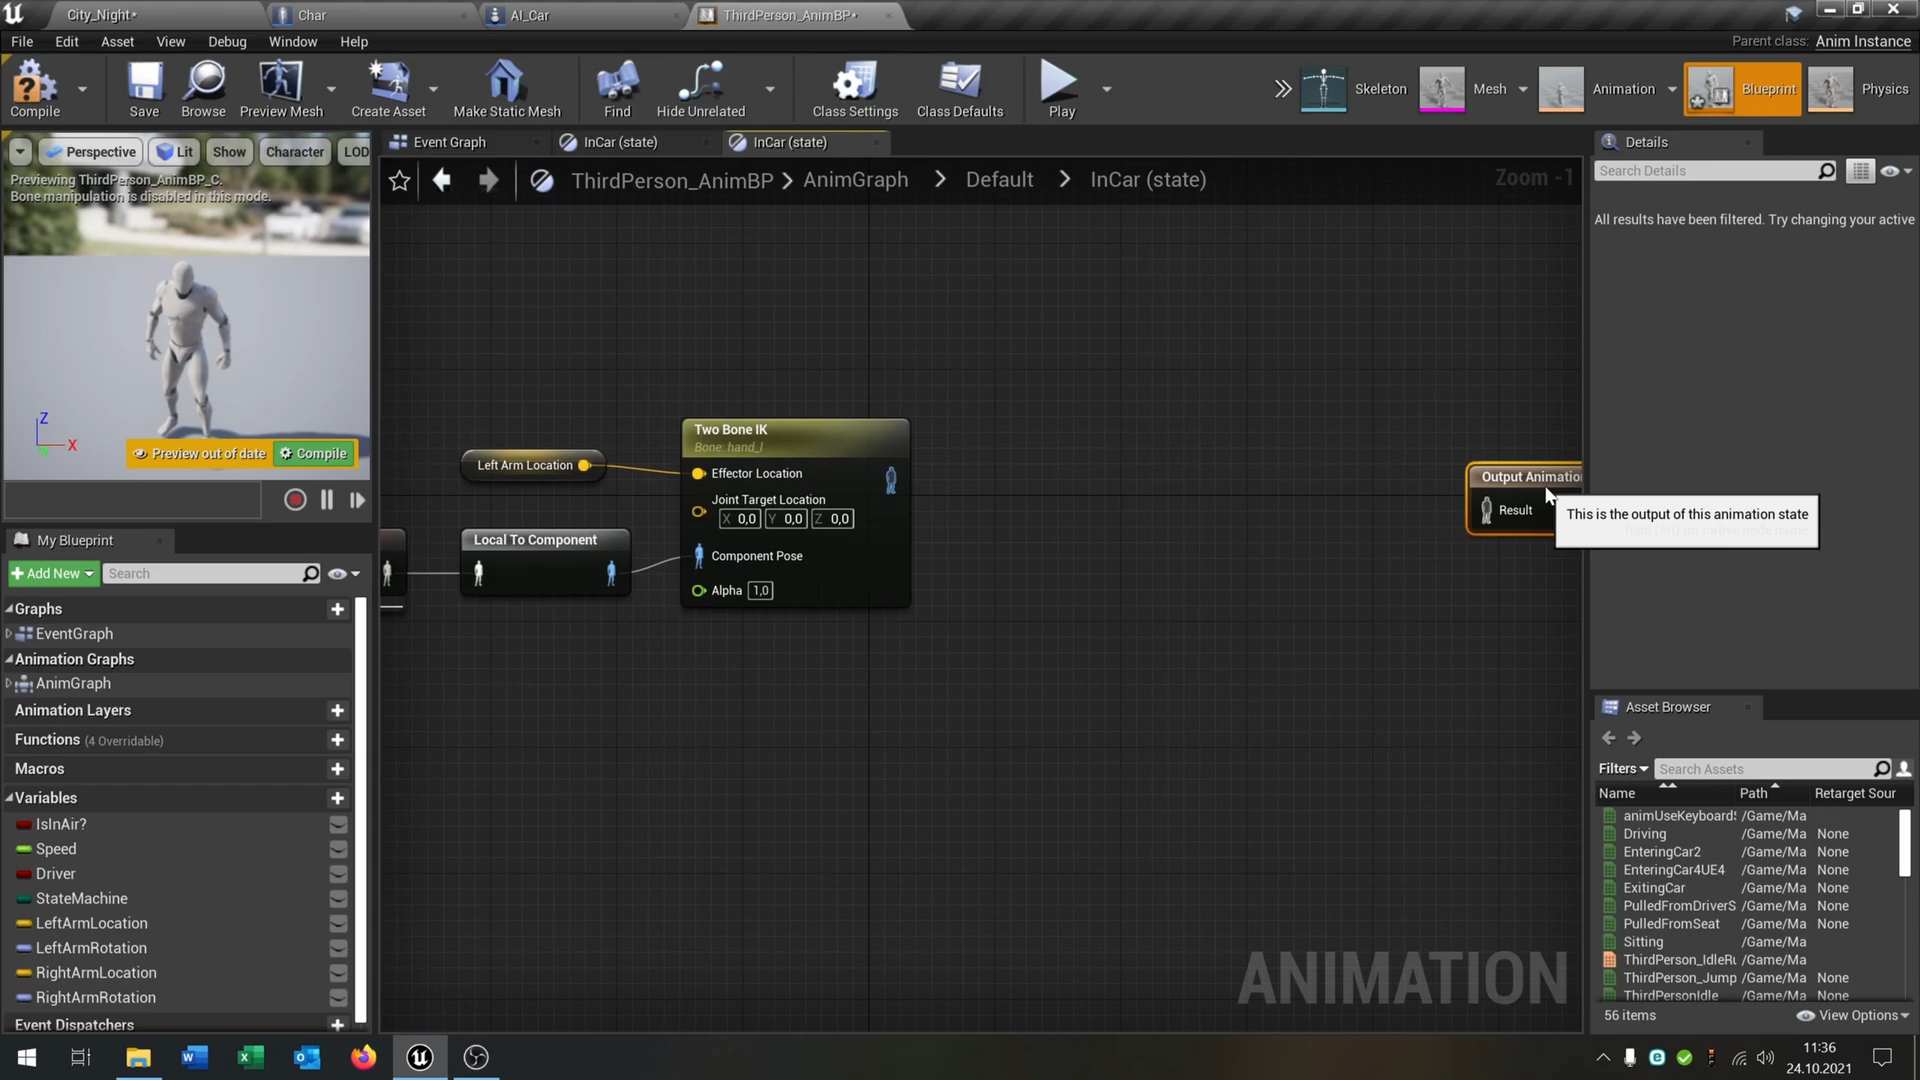 City_Night*
Char
AI_Car
ThirdPerson_AnimBP*
File Edit Asset View Debug Window Help
Parent class: Anim Instance
Compile
Save
Browse
Preview Mesh
Create Asset
Make Static Mesh
Find
Hide Unrelated
Class Settings
Class Defaults
Play
Skeleton
Mesh
Animation
Blueprint
Physics
Perspective
Lit
Show
Character
LOD
Previewing ThirdPerson_AnimBP_C.
Bone manipulation is disabled in this mode.
Z
X
Y
Preview out of date
Compile
Event Graph
InCar (state)
InCar (state)
ThirdPerson_AnimBP > AnimGraph > Default > InCar (state)
Zoom -1
Left Arm Location
Local To Component
Two Bone IK
Bone: hand_l
Effector Location
Joint Target Location
X 0,0 Y 0,0 Z 0,0
Component Pose
Alpha 1,0
Output Animatio
Result
This is the output of this animation state
ANIMATION
My Blueprint
Add New
Search
Graphs
EventGraph
Animation Graphs
AnimGraph
Animation Layers
Functions (4 Overridable)
Macros
Variables
IsInAir?
Speed
Driver
StateMachine
LeftArmLocation
LeftArmRotation
RightArmLocation
RightArmRotation
Event Dispatchers
Details
Search Details
All results have been filtered. Try changing your active
Asset Browser
Filters
Search Assets
Name Path Retarget Sour
animUseKeyboard /Game/Ma
Driving /Game/Ma None
EnteringCar2 /Game/Ma None
EnteringCar4UE4 /Game/Ma None
ExitingCar /Game/Ma None
PulledFromDriverS /Game/Ma None
PulledFromSeat /Game/Ma None
Sitting /Game/Ma
ThirdPerson_IdleRu /Game/Ma
ThirdPerson_Jump /Game/Ma None
ThirdPersonIdle /Game/Ma None
56 items
View Options
11:36
24.10.2021